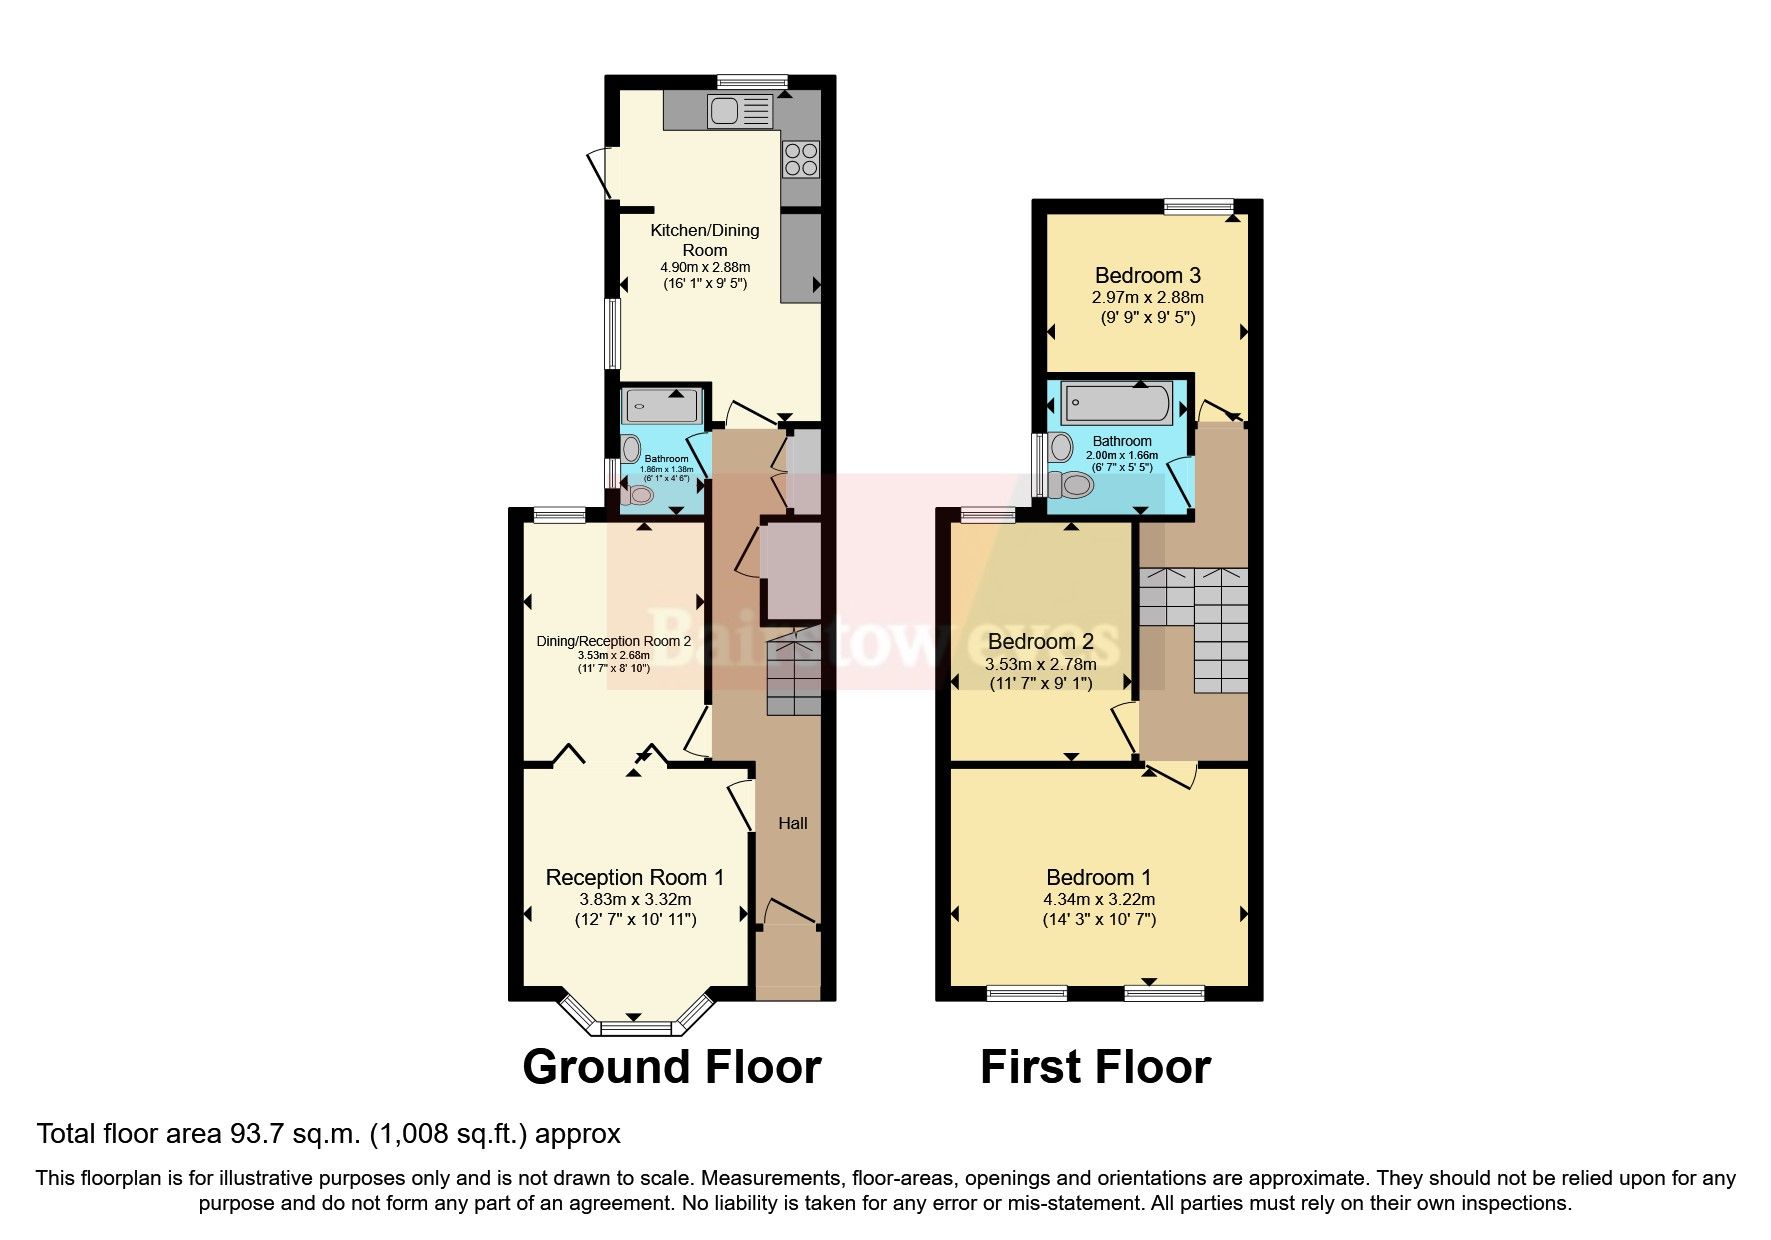 Kitchen/Dining
Room
4.90m x 2.88m
(16' 1" x 9' 5")
Bathroom
1.86m x 1.38m
(6' 1" x 4' 6")
Dining/Reception Room 2
3.53m x 2.68m
(11' 7" x 8' 10")
Hall
Reception Room 1
3.83m x 3.32m
(12' 7" x 10' 11")
Ground Floor
Bedroom 3
2.97m x 2.88m
(9' 9" x 9' 5")
Bathroom
2.00m x 1.66m
(6' 7" x 5' 5")
Bedroom 2
3.53m x 2.78m
(11' 7" x 9' 1")
Bedroom 1
4.34m x 3.22m
(14' 3" x 10' 7")
First Floor
Bairstow eves
Total floor area 93.7 sq.m. (1,008 sq.ft.) approx
This floorplan is for illustrative purposes only and is not drawn to scale. Measurements, floor-areas, openings and orientations are approximate. They should not be relied upon for any
purpose and do not form any part of an agreement. No liability is taken for any error or mis-statement. All parties must rely on their own inspections.